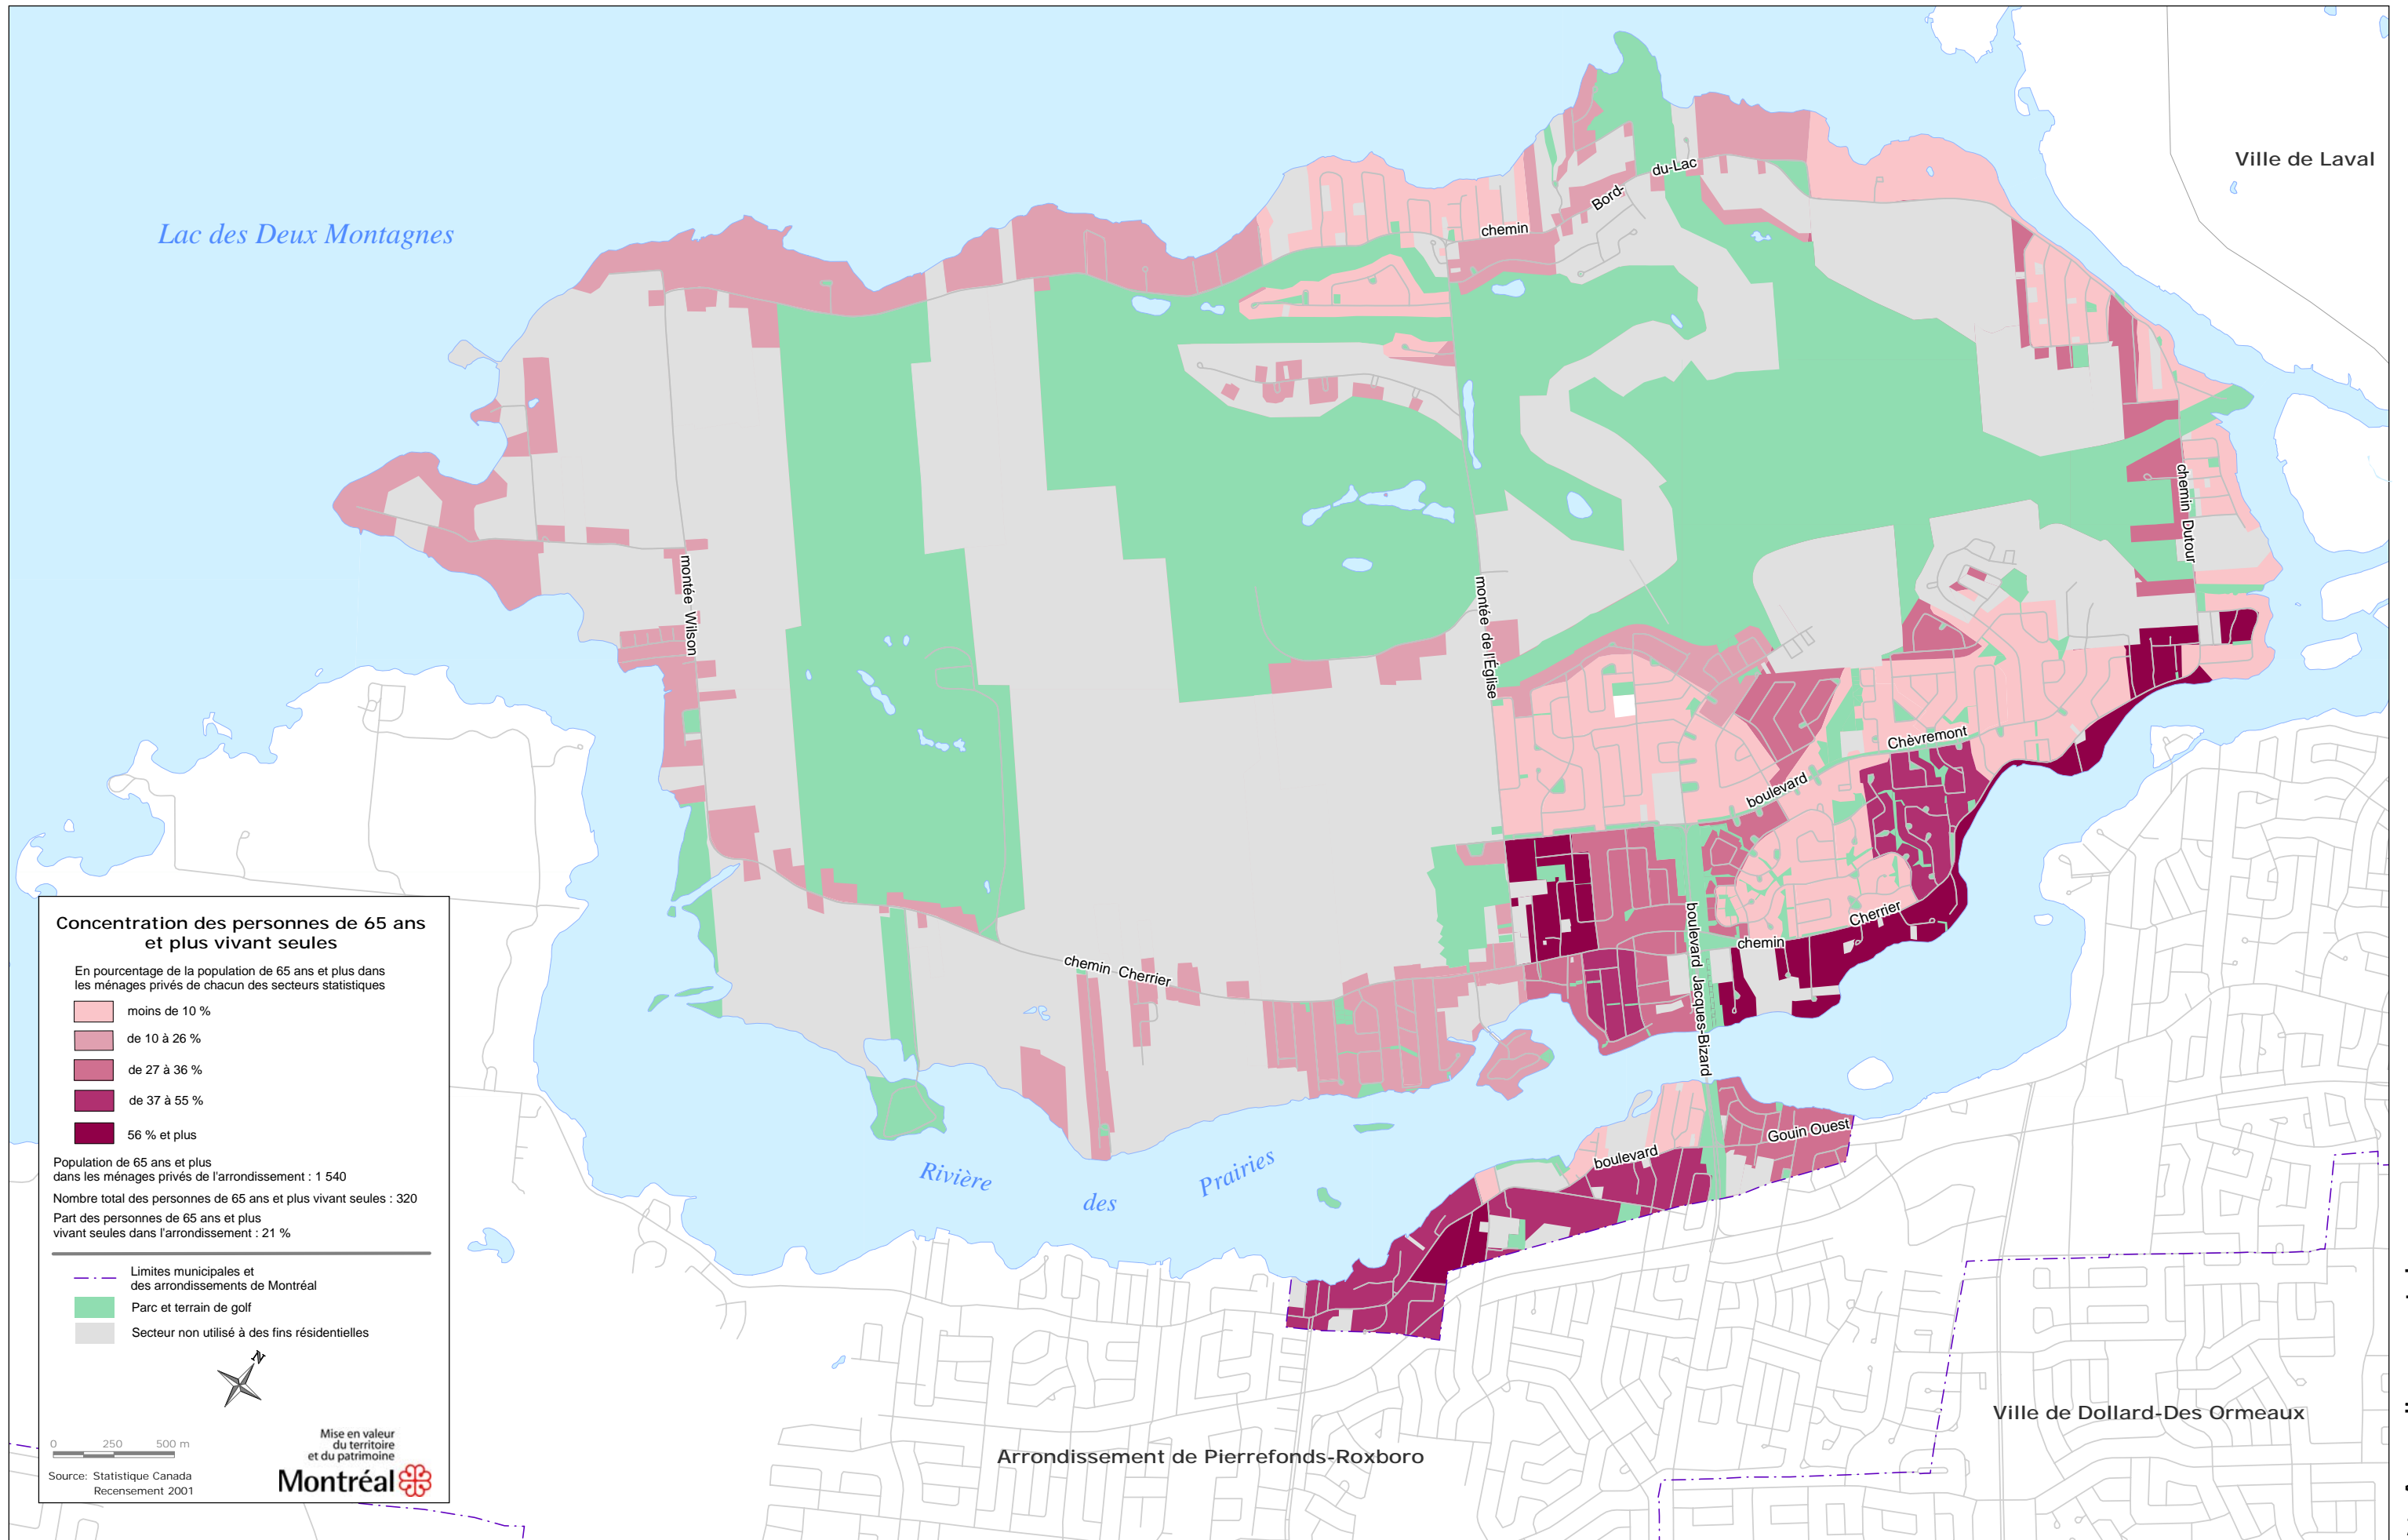 Ville de Laval
Lac des Deux Montagnes
du-Lac
Bord-
chemin
chemin Dutour
montée Wilson
montée de l'Église
Chèvremont
boulevard
Cherrier
chemin
boulevard Jacques-Bizard
chemin Cherrier
Gouin Ouest
boulevard
Rivière
des
Prairies
Ville de Dollard-Des Ormeaux
Arrondissement de Pierrefonds-Roxboro
Concentration des personnes de 65 ans
et plus vivant seules
En pourcentage de la population de 65 ans et plus dans
les ménages privés de chacun des secteurs statistiques
moins de 10 %
de 10 à 26 %
de 27 à 36 %
de 37 à 55 %
56 % et plus
Population de 65 ans et plus
dans les ménages privés de l'arrondissement : 1 540
Nombre total des personnes de 65 ans et plus vivant seules : 320
Part des personnes de 65 ans et plus
vivant seules dans l'arrondissement : 21 %
Limites municipales et
des arrondissements de Montréal
Parc et terrain de golf
Secteur non utilisé à des fins résidentielles
N
0 250 500 m
Source: Statistique Canada
Recensement 2001
Mise en valeur
du territoire
et du patrimoine
Montréal